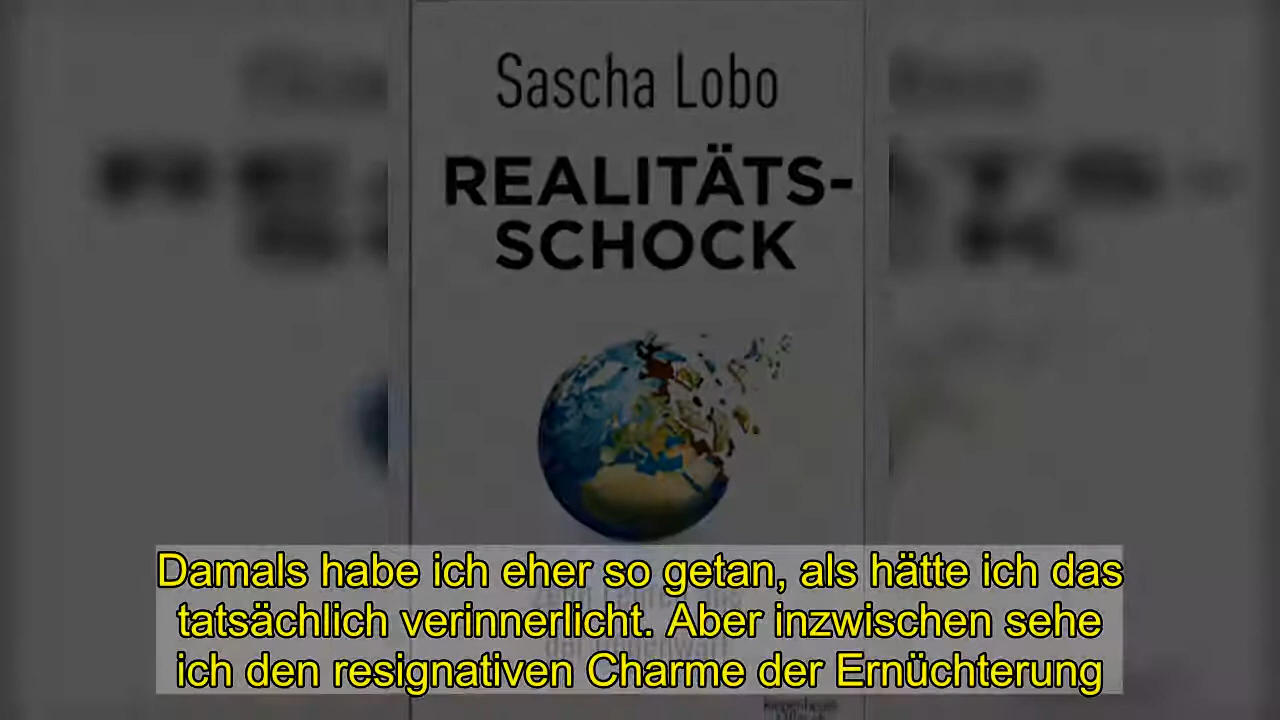 Sascha Lobo
REALITÄTS-
SCHOCK
Damals habe ich eher so getan, als hätte ich das
tatsächlich verinnerlicht. Aber inzwischen sehe
ich den resignativen Charme der Ernüchterung